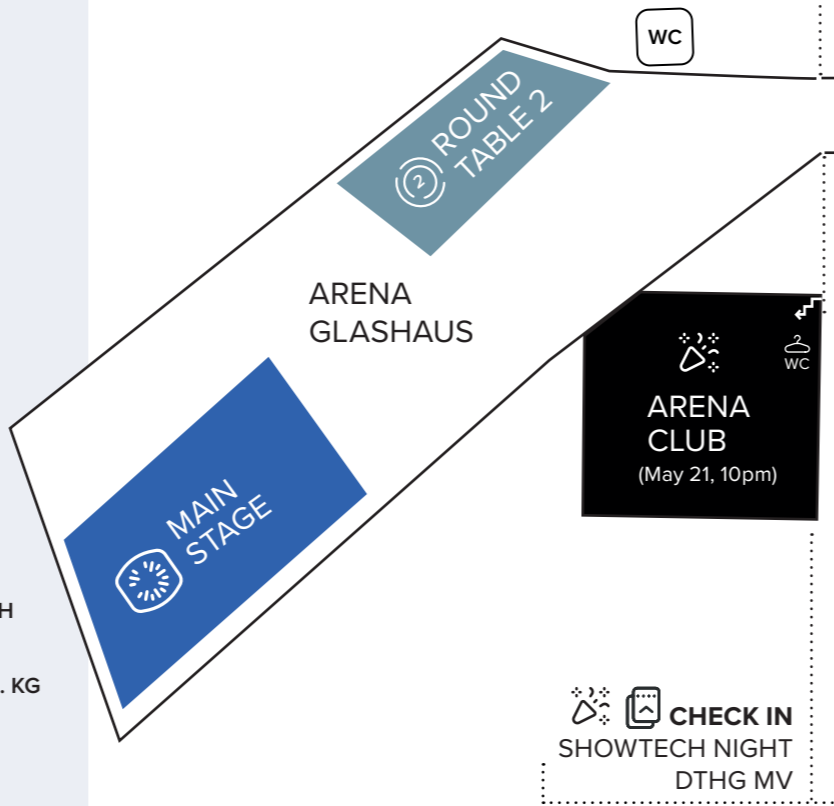 WC
ROUND
TABLE 2
2
ARENA
GLASHAUS
WC
ARENA
CLUB
(May 21, 10pm)
MAIN
STAGE
H
. KG
CHECK IN
SHOWTECH NIGHT
DTHG MV